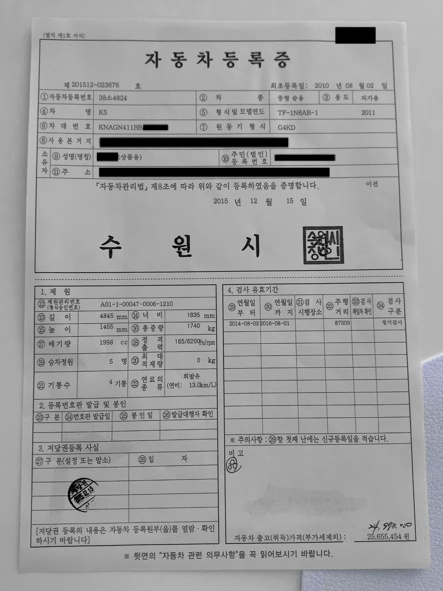 [별지 제1호 서식]
자동차등록증
제 201512-023676 호 최초등록일: 2010 년 08 월 02 일
①자동차등록번호 38소4824 ② 차 종 중형 승용 ③ 용도 자가용
④ 차 명 K5 ⑤ 형식 및 모델연도 TF-1N6AB-1 2011
⑥ 차대번호 KNAGN411BB ⑦ 원동기형식 G4KD
⑧ 사용본거지
소유자 ⑨ 성명(명칭) (상품용) ⑩ 주민(법인)등록번호
⑪ 주 소
「자동차관리법」 제8조에 따라 위와 같이 등록하였음을 증명합니다. 이전
2015 년 12 월 15 일
수 원 시
1. 제 원
⑫ 제원관리번호 (형식승인번호) A01-1-00047-0006-1210
⑬ 길 이 4845 mm ⑭ 너 비 1835 mm
⑮ 높 이 1455 mm ⑯ 총중량 1740 kg
⑰ 배기량 1998 cc ⑱ 정격출력 165/6200h/rpm
⑲ 승차정원 5 명 ⑳ 최대적재량 0 kg
㉑ 기통수 4 기통 ㉒ 연료의 종류 휘발유 (연비: 13.0km/L)
2. 등록번호판 발급 및 봉인
㉓ 구 분 ㉔ 번호판 발급일 ㉕ 봉인일 ㉖ 발급대행자 확인
3. 저당권등록 사실
㉗ 구 분(설정 또는 말소) ㉘ 일 자
[저당권 등록의 내용은 자동차 등록원부(을)를 열람·확인
하시기 바랍니다]
4. 검사 유효기간
㉙ 연월일부터 ㉚ 연월일까지 ㉛ 검사시행장소 ㉜ 주행거리 ㉞ 검사구분
2014-08-02 2016-08-01 87509 정기검사
※ 주의사항: ㉙항 첫째 난에는 신규등록일을 적습니다.
비고
자동차 출고(취득)가격(부가세제외): 25,655,454 원
※ 뒷면의 "자동차 관련 의무사항"을 꼭 읽어보시기 바랍니다.